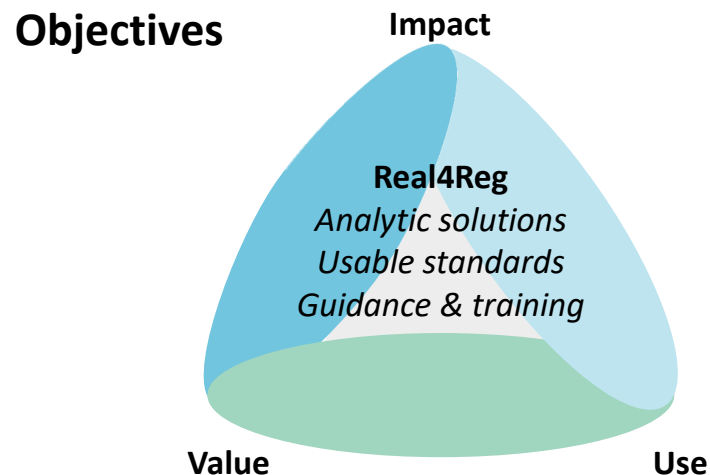 Objectives
Impact
Real4Reg
Analytic solutions
Usable standards
Guidance & training
Value
Use